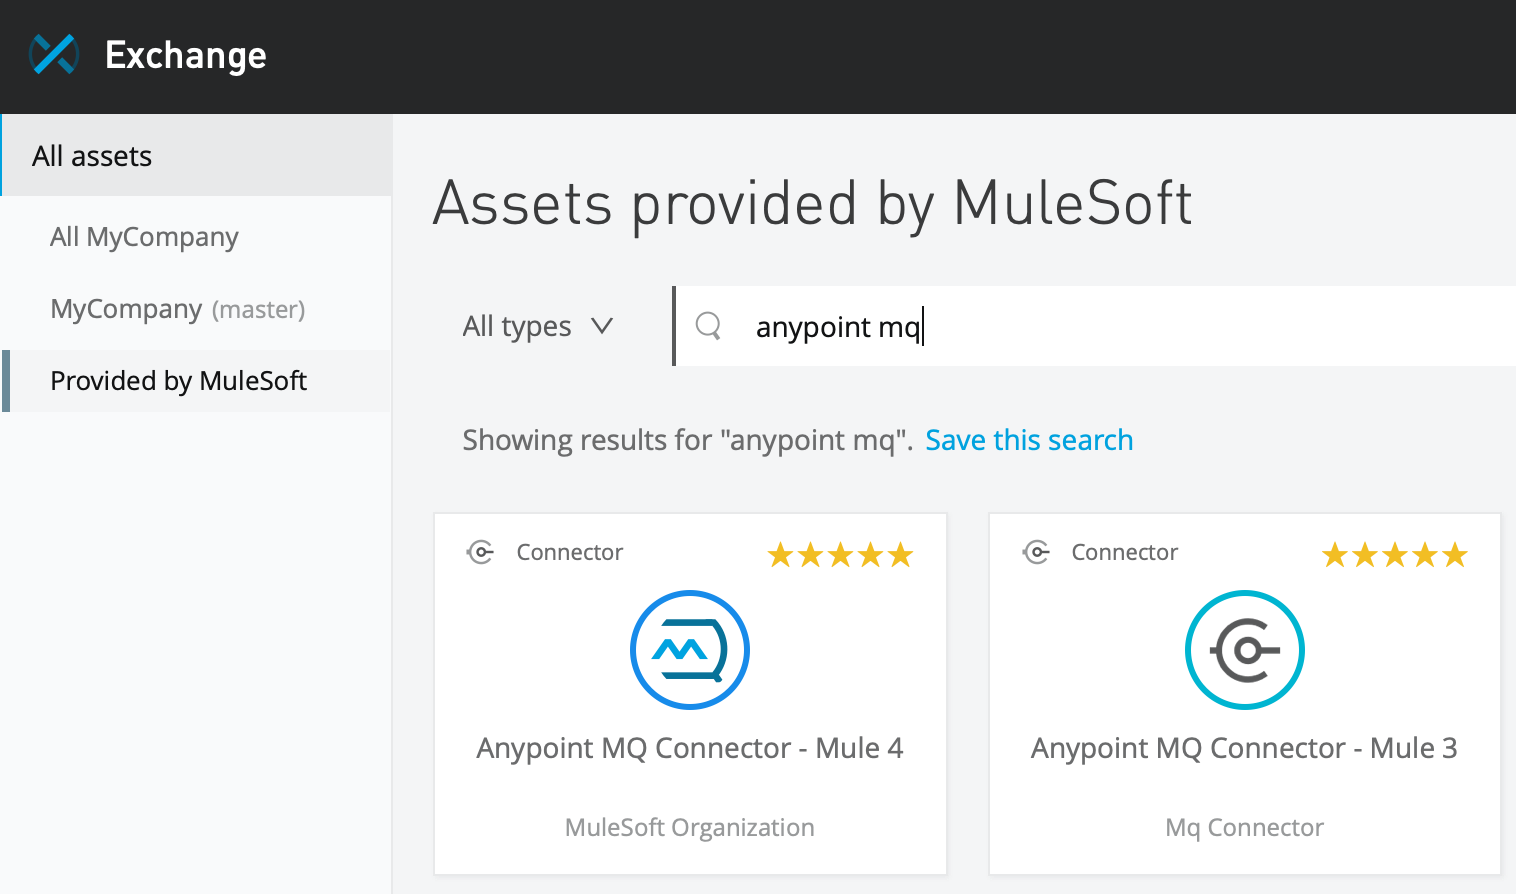 Exchange
All assets
All MyCompany
MyCompany (master)
Provided by MuleSoft
Assets provided by MuleSoft
All types
anypoint mq
Showing results for "anypoint mq". Save this search
Connector
Anypoint MQ Connector - Mule 4
MuleSoft Organization
Connector
Anypoint MQ Connector - Mule 3
Mq Connector